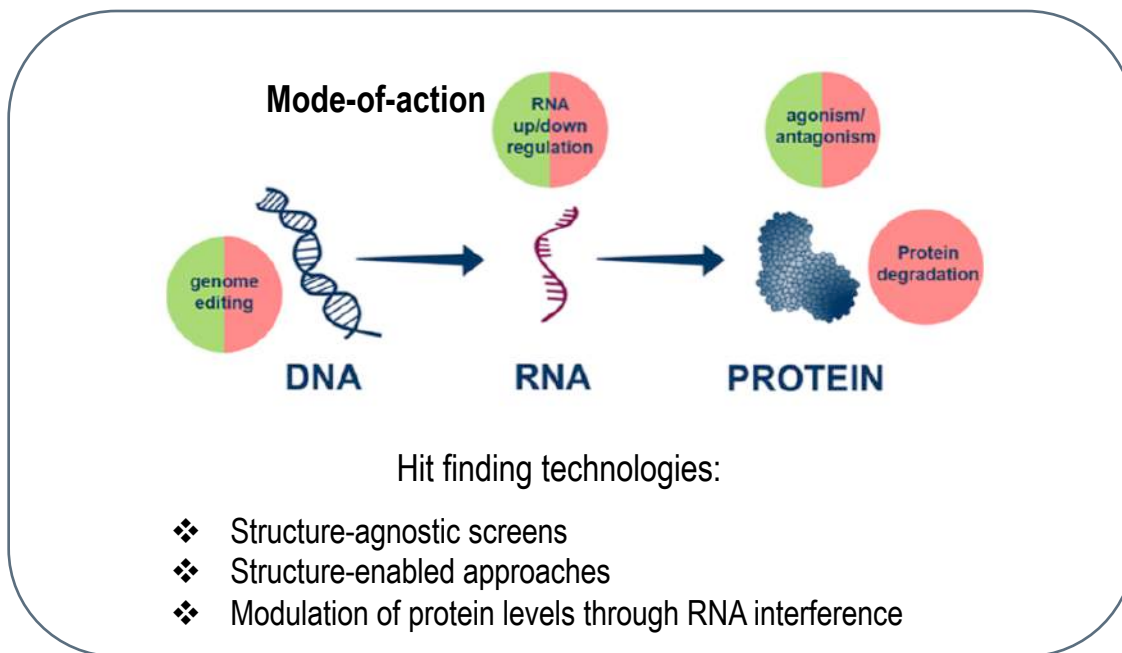 Mode-of-action
RNA
up/down
regulation
agonism/
antagonism
genome
editing
Protein
degradation
DNA
RNA
PROTEIN
Hit finding technologies:
❖ Structure-agnostic screens
❖ Structure-enabled approaches
❖ Modulation of protein levels through RNA interference